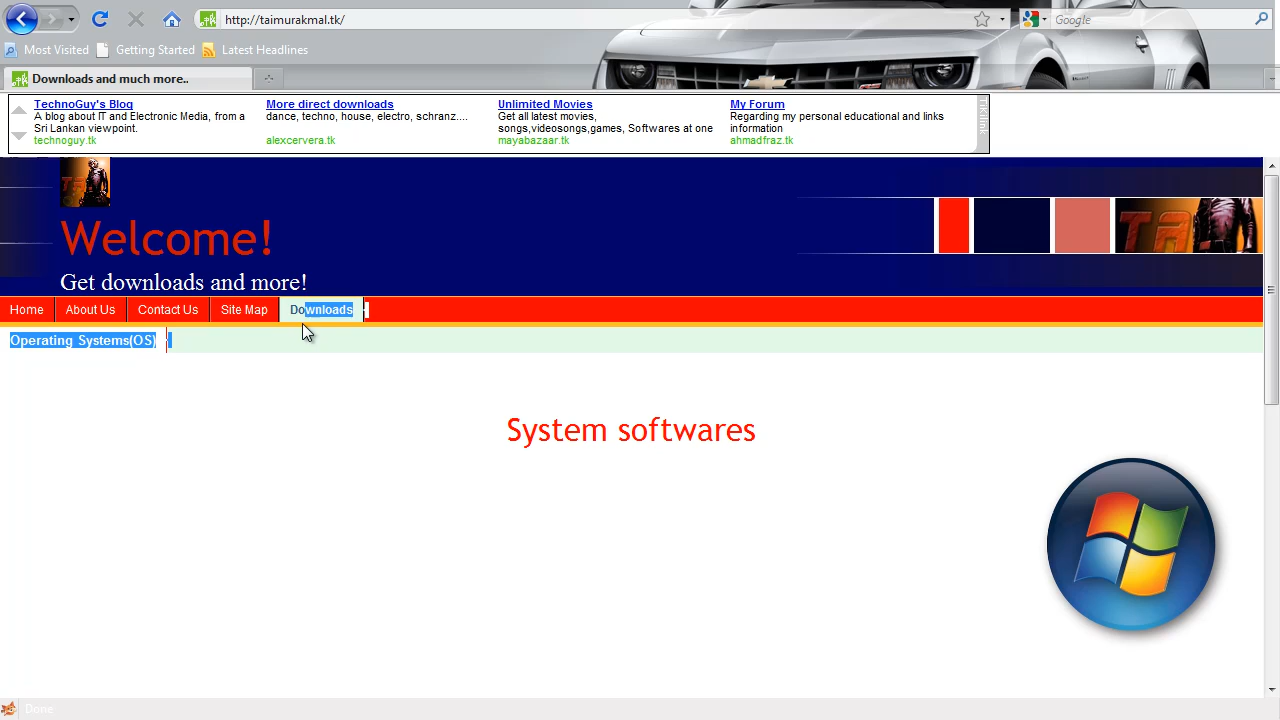 http://taimurakmal.tk/
Google
Most Visited
Getting Started
Latest Headlines
Downloads and much more..
TechnoGuy's Blog
A blog about IT and Electronic Media, from a
Sri Lankan viewpoint.
technoguy.tk
More direct downloads
dance, techno, house, electro, schranz....
alexcervera.tk
Unlimited Movies
Get all latest movies,
songs,videosongs,games, Softwares at one
mayabazaar.tk
My Forum
Regarding my personal educational and links
information
ahmadfraz.tk
Welcome!
Get downloads and more!
Home
About Us
Contact Us
Site Map
Downloads
Operating Systems(OS)
System softwares
Done